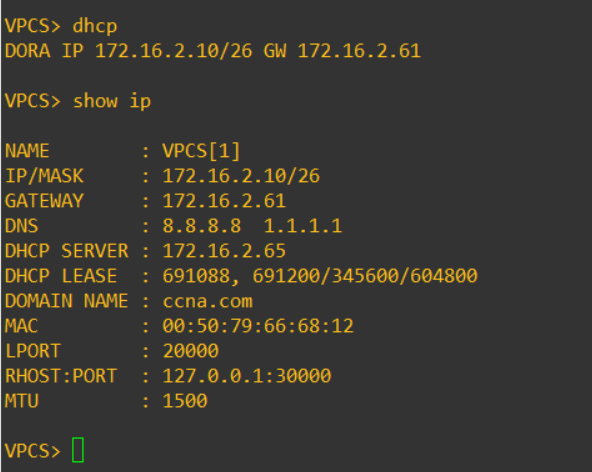 VPCS> dhcp
DORA IP 172.16.2.10/26 GW 172.16.2.61
VPCS> show ip
NAME        : VPCS[1]
IP/MASK     : 172.16.2.10/26
GATEWAY     : 172.16.2.61
DNS         : 8.8.8.8  1.1.1.1
DHCP SERVER : 172.16.2.65
DHCP LEASE  : 691088, 691200/345600/604800
DOMAIN NAME : ccna.com
MAC         : 00:50:79:66:68:12
LPORT       : 20000
RHOST:PORT  : 127.0.0.1:30000
MTU         : 1500
VPCS>